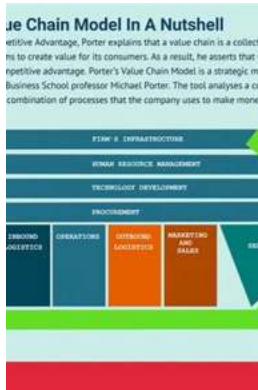 ue Chain Model In A Nutshell
petitive Advantage, Porter explains that a value chain is a collect
ms to create value for its consumers. As a result, he asserts that
mpetitive advantage. Porter's Value Chain Model is a strategic m
Business School professor Michael Porter. The tool analyses a c
combination of processes that the company uses to make mone
FIRM'S INFRASTRUCTURE
HUMAN RESOURCE MANAGEMENT
TECHNOLOGY DEVELOPMENT
PROCUREMENT
INBOUND
LOGISTICS
OPERATIONS
OUTBOUND
LOGISTICS
MARKETING
AND
SALES
SE